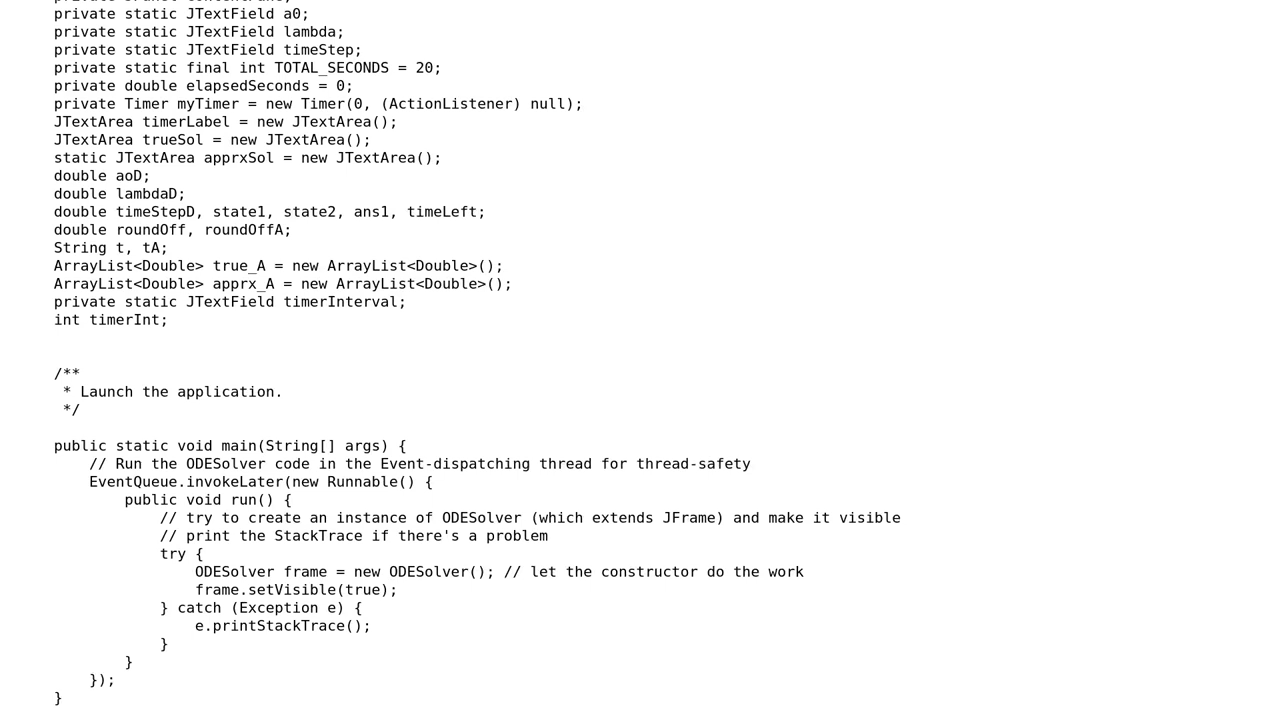 private static JTextField a0;
private static JTextField lambda;
private static JTextField timeStep;
private static final int TOTAL_SECONDS = 20;
private double elapsedSeconds = 0;
private Timer myTimer = new Timer(0, (ActionListener) null);
JTextArea timerLabel = new JTextArea();
JTextArea trueSol = new JTextArea();
static JTextArea apprxSol = new JTextArea();
double aoD;
double lambdaD;
double timeStepD, state1, state2, ans1, timeLeft;
double roundOff, roundOffA;
String t, tA;
ArrayList<Double> true_A = new ArrayList<Double>();
ArrayList<Double> apprx_A = new ArrayList<Double>();
private static JTextField timerInterval;
int timerInt;
/**
 * Launch the application.
 */
public static void main(String[] args) {
    // Run the ODESolver code in the Event-dispatching thread for thread-safety
    EventQueue.invokeLater(new Runnable() {
        public void run() {
            // try to create an instance of ODESolver (which extends JFrame) and make it visible
            // print the StackTrace if there's a problem
            try {
                ODESolver frame = new ODESolver(); // let the constructor do the work
                frame.setVisible(true);
            } catch (Exception e) {
                e.printStackTrace();
            }
        }
    });
}